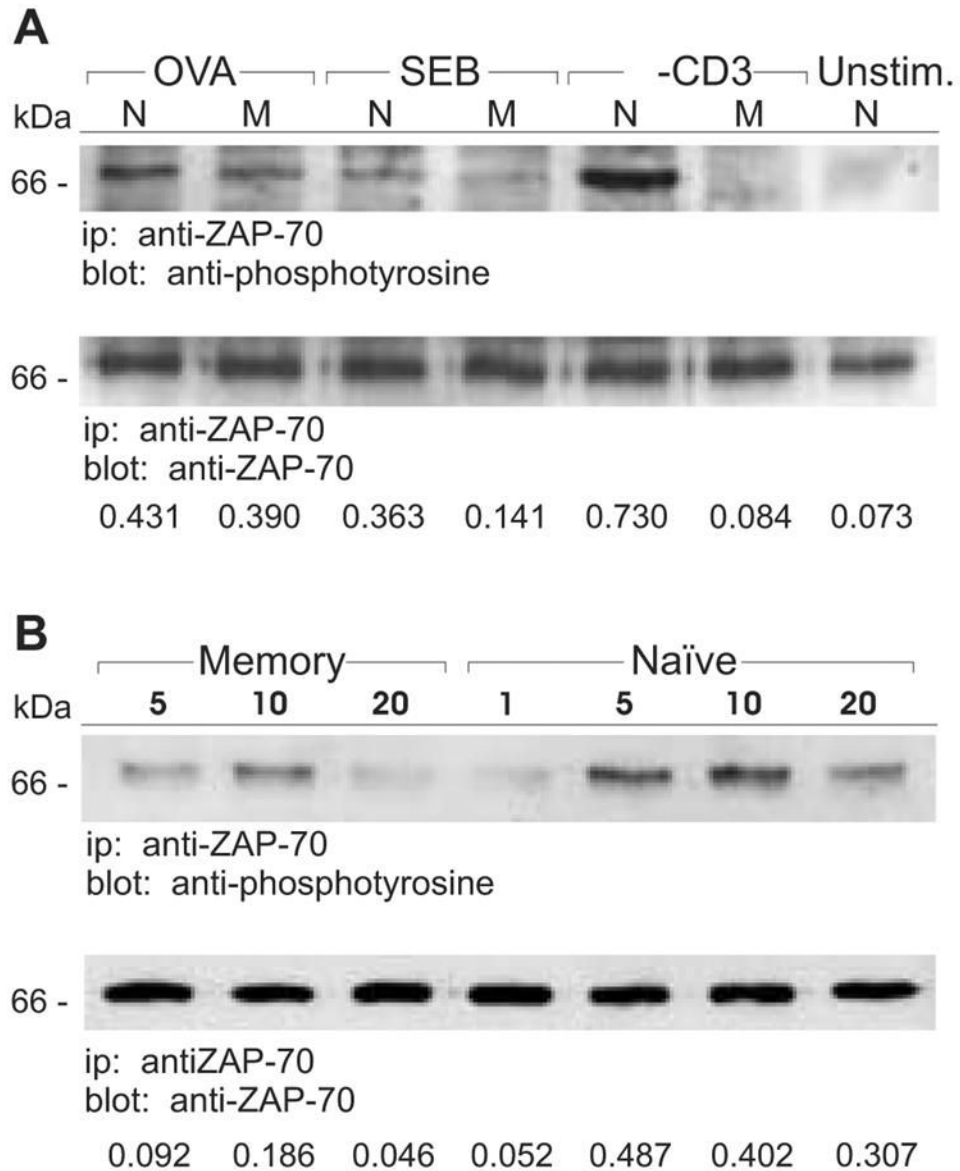 A
OVA SEB -CD3 Unstim.
kDa N M N M N M N
66 -
ip: anti-ZAP-70
blot: anti-phosphotyrosine
66 -
ip: anti-ZAP-70
blot: anti-ZAP-70
0.431 0.390 0.363 0.141 0.730 0.084 0.073
B
Memory Naïve
kDa 5 10 20 1 5 10 20
66 -
ip: anti-ZAP-70
blot: anti-phosphotyrosine
66 -
ip: antiZAP-70
blot: anti-ZAP-70
0.092 0.186 0.046 0.052 0.487 0.402 0.307